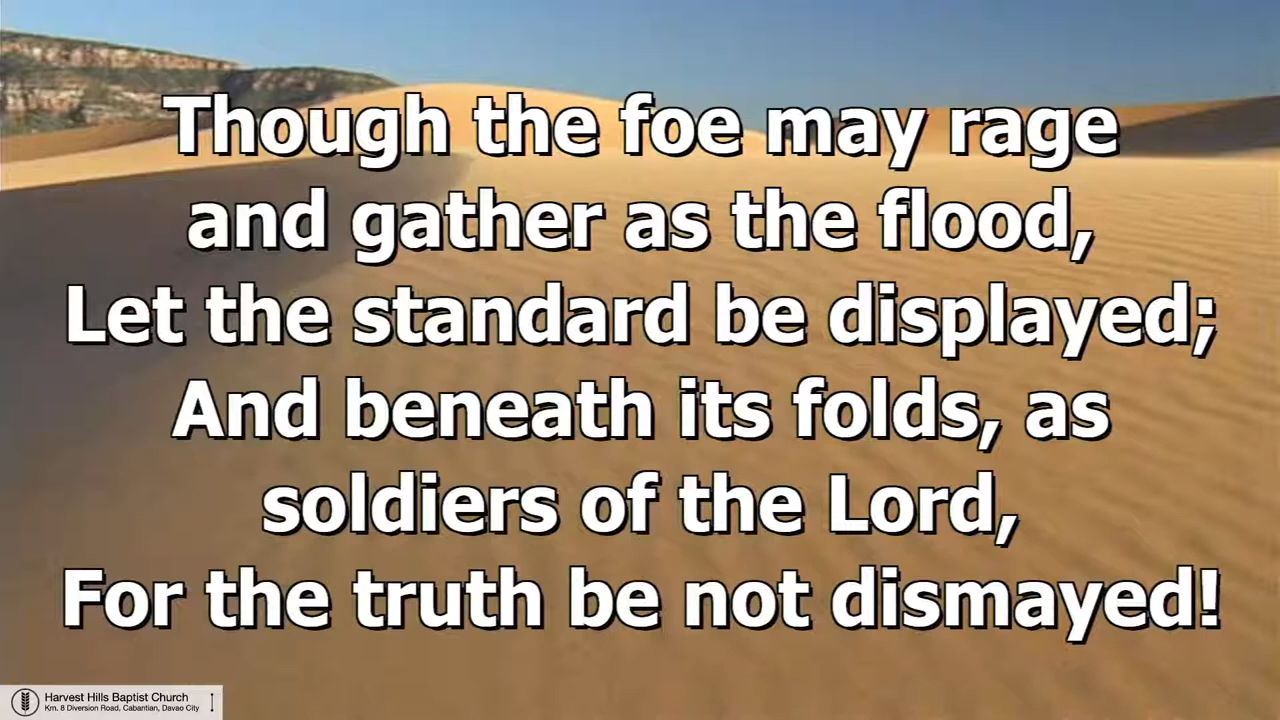 Though the foe may rage
and gather as the flood,
Let the standard be displayed;
And beneath its folds, as
soldiers of the Lord,
For the truth be not dismayed!
Harvest Hills Baptist Church
Km. 8 Diversion Road, Cabantian, Davao City